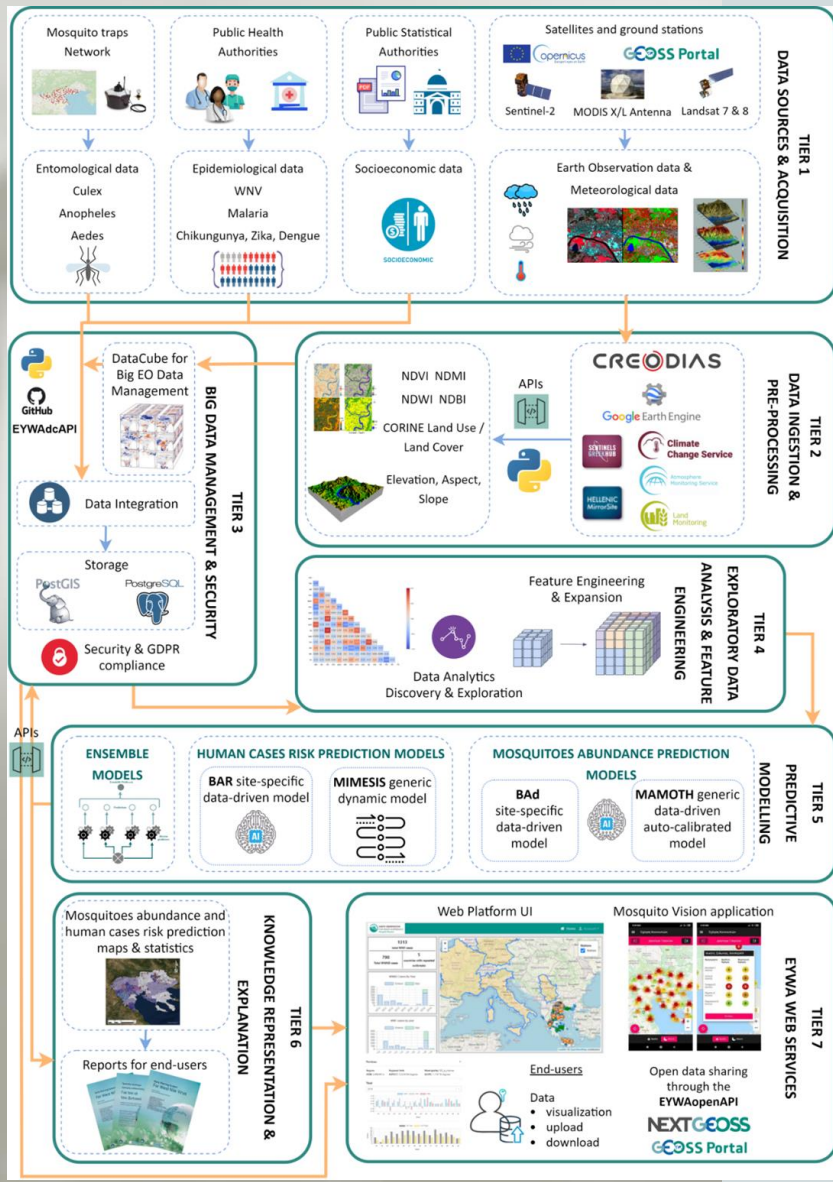 Mosquito traps
Network
Public Health
Authorities
Public Statistical
Authorities
PDF
Satellites and ground stations
Copernicus
GEOSS Portal
Sentinel-2
MODIS X/L Antenna
Landsat 7 & 8
Entomological data
Culex
Anopheles
Aedes
Epidemiological data
WNV
Malaria
Chikungunya, Zika, Dengue
Socioeconomic data
SOCIOECONOMIC
Earth Observation data &
Meteorological data
TIER 1
DATA SOURCES & ACQUISITION
GitHub
EYWAdcAPI
DataCube for
Big EO Data
Management
Data Integration
Storage
PostGIS
PostgreSQL
Security & GDPR
compliance
TIER 3
BIG DATA MANAGEMENT & SECURITY
NDVI NDMI
NDWI NDBI
CORINE Land Use /
Land Cover
Elevation, Aspect,
Slope
APIs
CREODIAS
Google Earth Engine
SENTINELS
GREEK HUB
Climate
Change Service
Atmosphere
Monitoring Service
HELLENIC
MirrorSite
Land
Monitoring
TIER 2
DATA INGESTION &
PRE-PROCESSING
Data Analytics
Discovery & Exploration
Feature Engineering
& Expansion
TIER 4
EXPLORATORY DATA
ANALYSIS & FEATURE
ENGINEERING
APIs
ENSEMBLE
MODELS
HUMAN CASES RISK PREDICTION MODELS
BAR site-specific
data-driven model
AI
MIMESIS generic
dynamic model
MOSQUITOES ABUNDANCE PREDICTION
MODELS
BAd
site-specific
data-driven
model
AI
MAMOTH generic
data-driven
auto-calibrated
model
TIER 5
PREDICTIVE
MODELLING
Mosquitoes abundance and
human cases risk prediction
maps & statistics
Reports for end-users
TIER 6
KNOWLEDGE REPRESENTATION &
EXPLANATION
Web Platform UI
Mosquito Vision application
End-users
Data
• visualization
• upload
• download
Open data sharing
through the
EYWAopenAPI
NEXTGEOSS
GEOSS Portal
TIER 7
EYWA WEB SERVICES